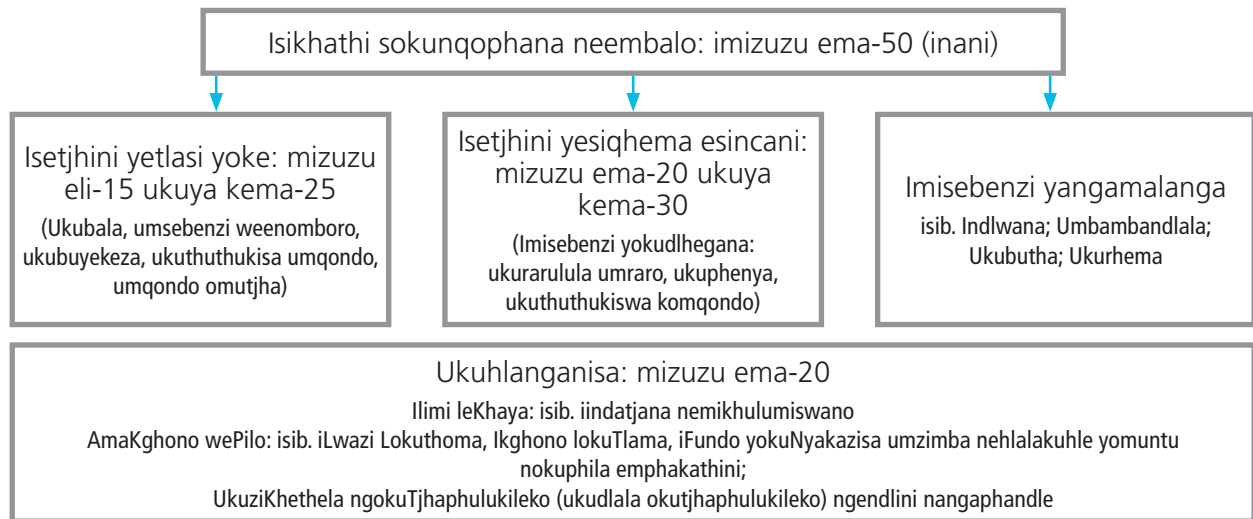 Isikhathi sokunqophana neembalo: imizuzu ema-50 (inani)
Isetjhini yetlasi yoke: mizuzu
eli-15 ukuya kema-25
(Ukubala, umsebenzi weenomboro,
ukubuyekeza, ukuthuthukisa umqondo,
umqondo omutjha)
Isetjhini yesiqhema esincani:
mizuzu ema-20 ukuya
kema-30
(Imisebenzi yokudlhegana:
ukurarulula umraro, ukuphenya,
ukuthuthukiswa komqondo)
Imisebenzi yangamalanga
isib. Indlwana; Umbambandlala;
Ukubutha; Ukurhema
Ukuhlanganisa: mizuzu ema-20
Ilimi leKhaya: isib. iindatjana nemikhulumiswano
AmaKghono wePilo: isib. iLwazi Lokuthoma, Ikghono lokuTlama, iFundo yokuNyakazisa umzimba nehlalakuhle yomuntu
nokuphila emphakathini;
UkuziKhethela ngokuTjhaphulukileko (ukudlala okutjhaphulukileko) ngendlini nangaphandle